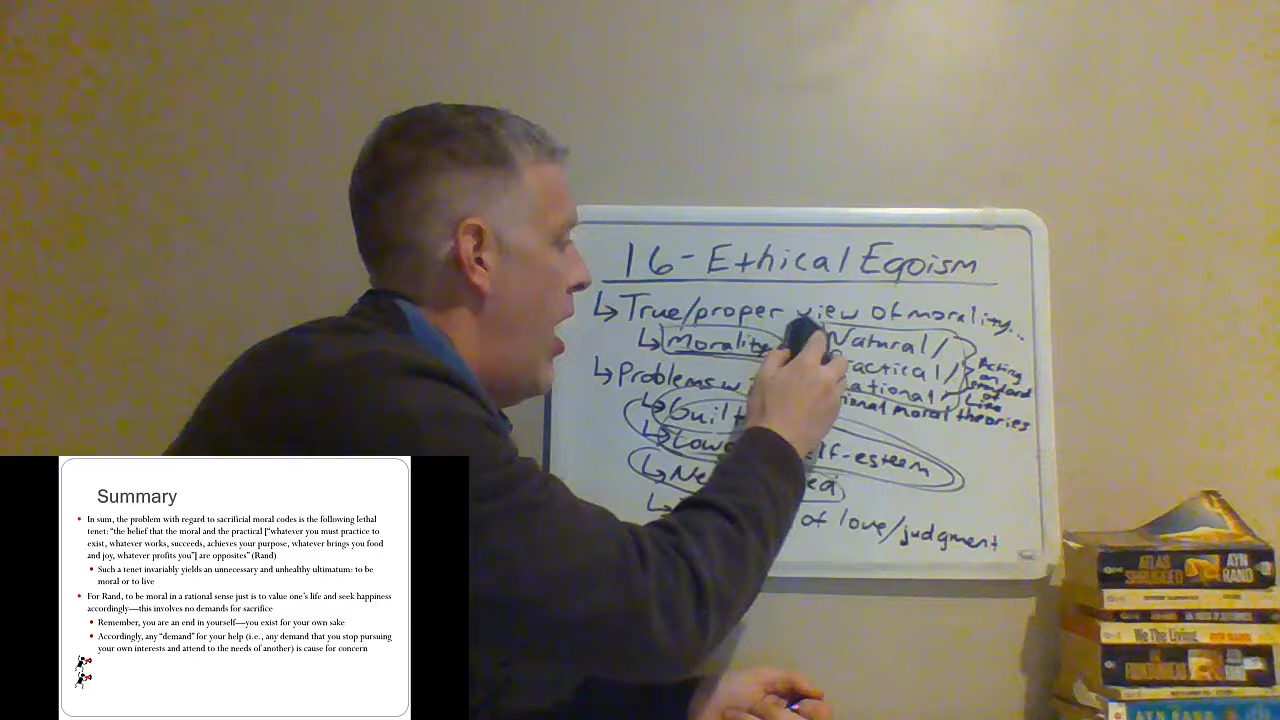 16-Ethical Egoism
↳True/proper view of morality...
↳Morality Natural/
Practical/
Rational/
Acting
on
standard
of
Life
↳Problems w ional moral theories
↳Guilt
↳Lowe elf-esteem
↳Ne ea
↳ of love/judgment
Summary
• In sum, the problem with regard to sacrificial moral codes is the following lethal
tenet: “the belief that the moral and the practical [“whatever you must practice to
exist, whatever works, succeeds, achieves your purpose, whatever brings you food
and joy, whatever profits you”] are opposites” (Rand)
• Such a tenet invariably yields an unnecessary and unhealthy ultimatum: to be
moral or to live
• For Rand, to be moral in a rational sense just is to value one’s life and seek happiness
accordingly—this involves no demands for sacrifice
• Remember, you are an end in yourself—you exist for your own sake
• Accordingly, any “demand” for your help (i.e., any demand that you stop pursuing
your own interests and attend to the needs of another) is cause for concern
ATLAS
SHRUGGED
AYN
RAND
We The Living
AYN RAND